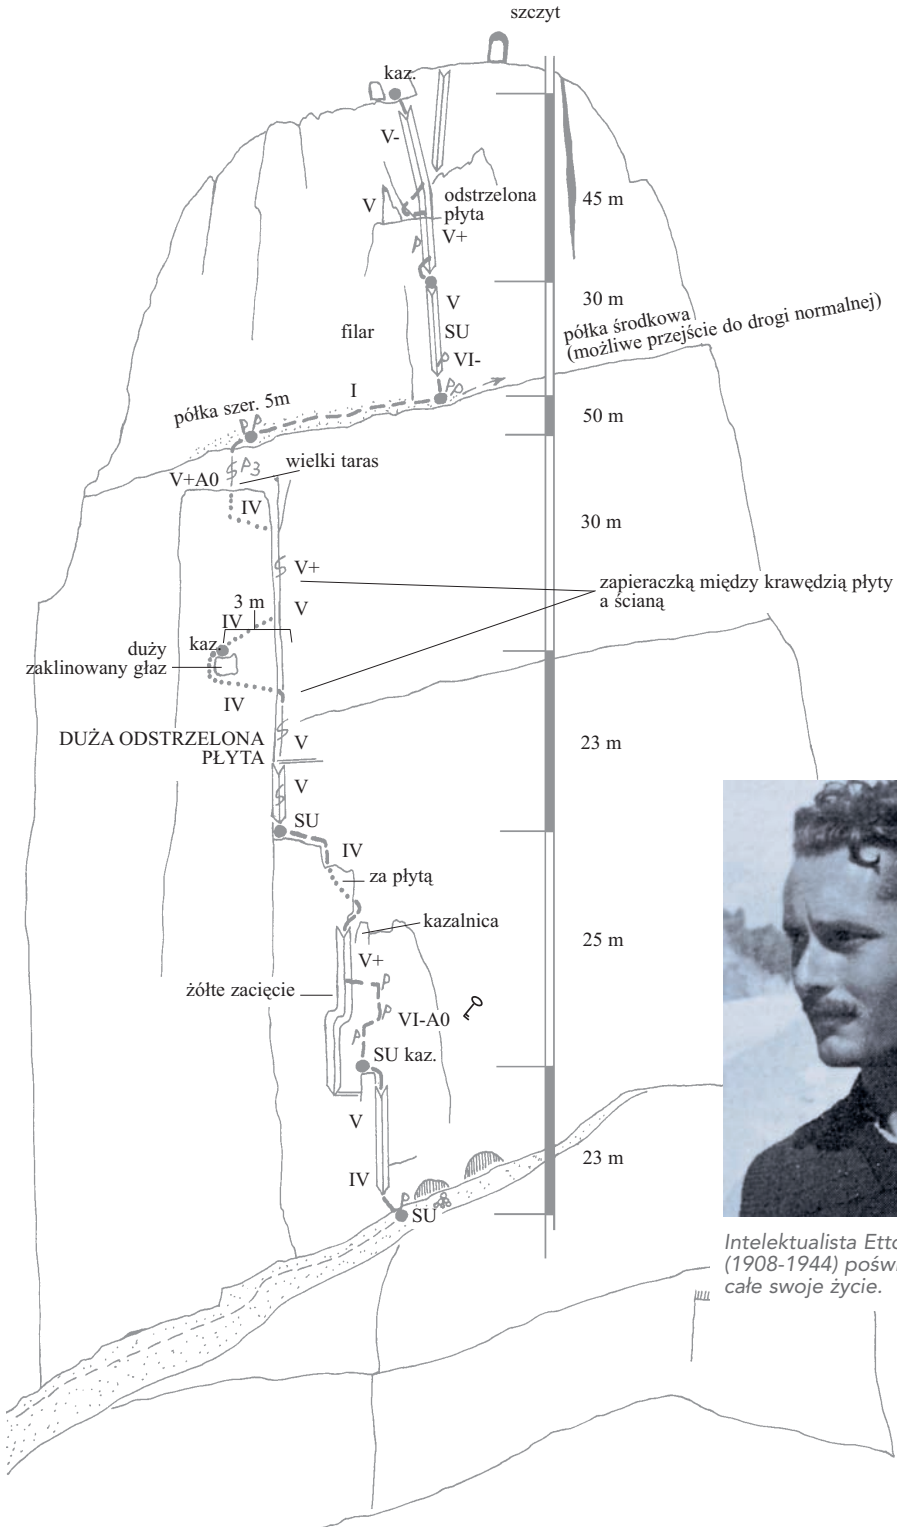 szczyt
kaz.
V-
45 m
odstrzelona
płyta
V
V+
30 m
V
SU
filar
półka środkowa
(możliwe przejście do drogi normalnej)
VI-
I
półka szer. 5m
50 m
wielki taras
P3
V+A0
IV
30 m
V+
zapieraczką między krawędzią płyty
a ścianą
3 m
V
IV
kaz.
duży
zaklinowany głaz
IV
DUŻA ODSTRZELONA
PŁYTA
V
23 m
V
SU
IV
za płytą
kazalnica
25 m
V+
żółte zacięcie
VI-A0
SU kaz.
V
23 m
IV
SU
Intelektualista
(1908-1944)
całe swoje życie.